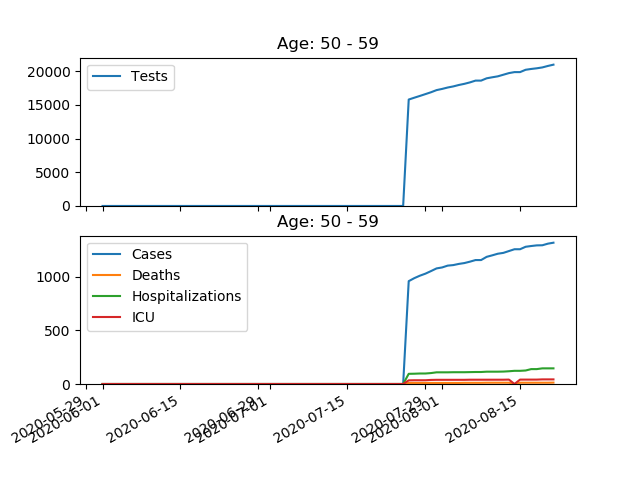 Age: 50 - 59
Tests
20000
15000
10000
5000
0
Age: 50 - 59
Cases
Deaths
Hospitalizations
ICU
1000
500
0
2020-05-29
2020-06-01
2020-06-15
2020-06-29
2020-07-01
2020-07-15
2020-07-29
2020-08-01
2020-08-15